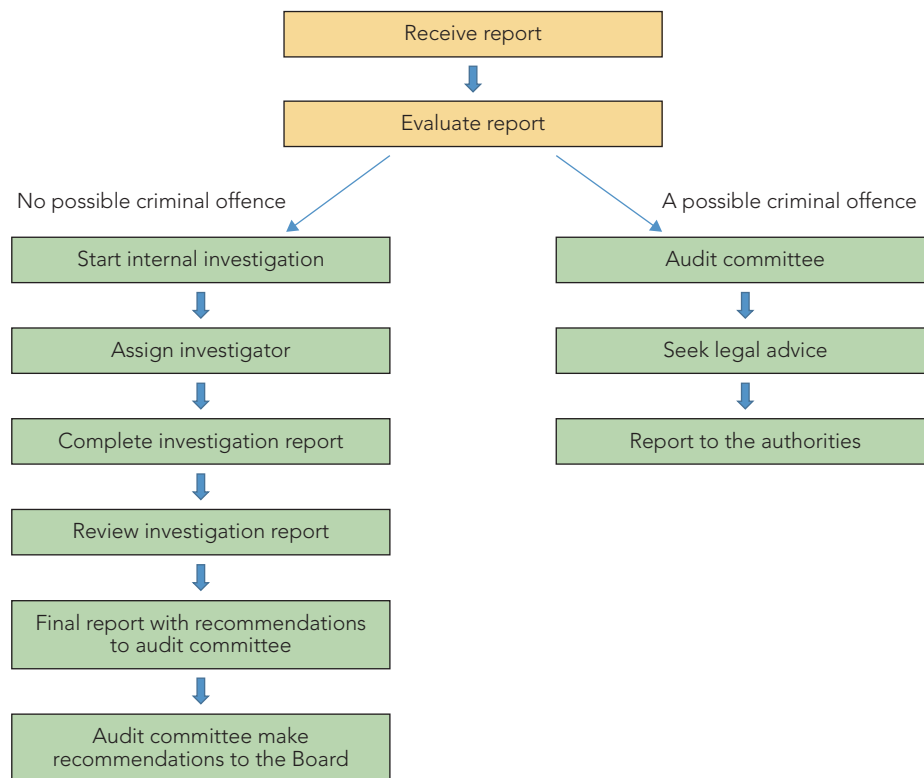 Receive report
Evaluate report
No possible criminal offence
A possible criminal offence
Start internal investigation
Audit committee
Assign investigator
Seek legal advice
Complete investigation report
Report to the authorities
Review investigation report
Final report with recommendations
to audit committee
Audit committee make
recommendations to the Board